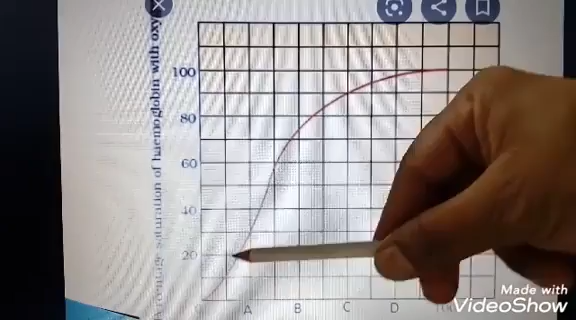 percentage saturation of haemoglobin with oxy
100
80
60
40
20
A B C D
Made with
VideoShow